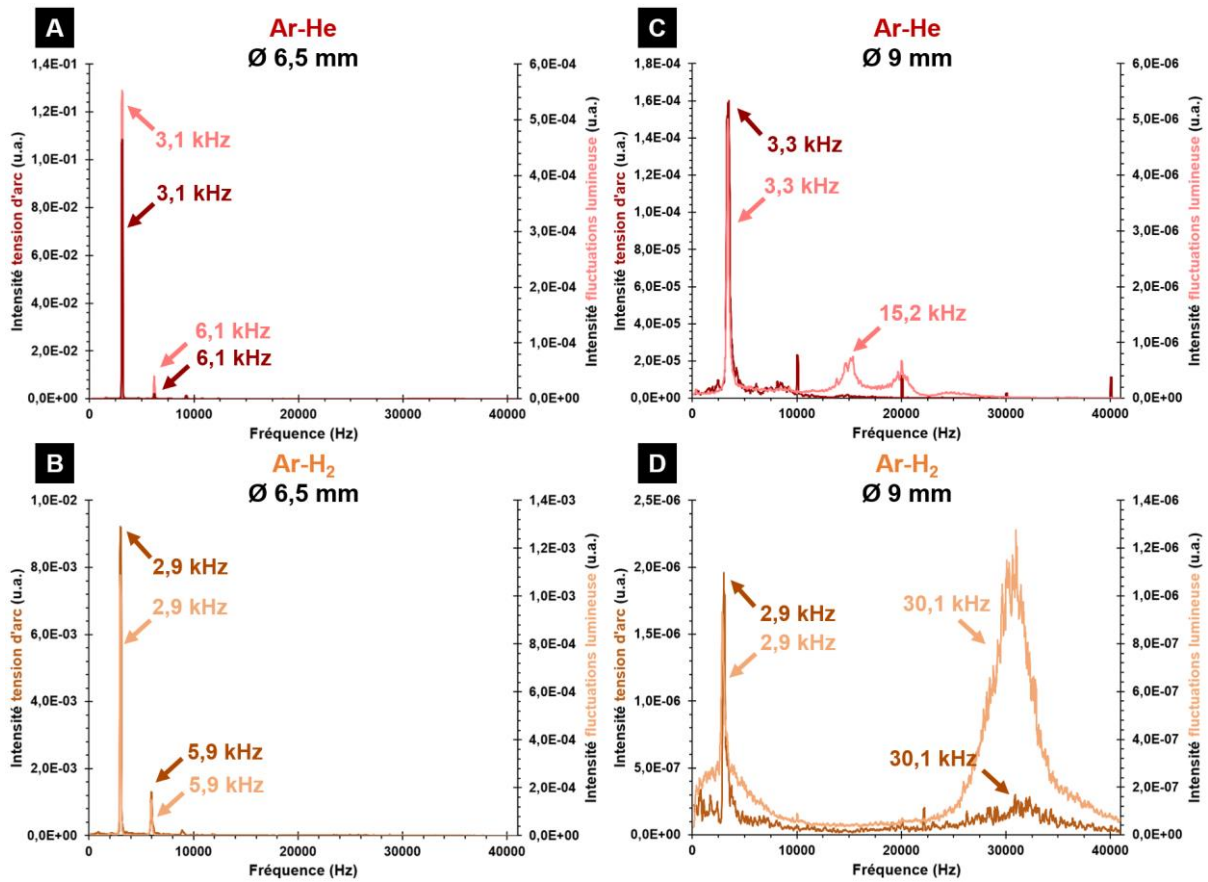 A
Ar-He
Ø 6,5 mm
Intensité tension d'arc (u.a.)
1,4E-01
1,2E-01
1,0E-01
8,0E-02
6,0E-02
4,0E-02
2,0E-02
0,0E+00
3,1 kHz
3,1 kHz
6,1 kHz
6,1 kHz
6,0E-04
5,0E-04
4,0E-04
3,0E-04
2,0E-04
1,0E-04
0,0E+00
Intensité fluctuations lumineuse (u.a.)
0 10000 20000 30000 40000
Fréquence (Hz)
C
Ar-He
Ø 9 mm
Intensité tension d'arc (u.a.)
1,8E-04
1,6E-04
1,4E-04
1,2E-04
1,0E-04
8,0E-05
6,0E-05
4,0E-05
2,0E-05
0,0E+00
3,3 kHz
3,3 kHz
15,2 kHz
6,0E-06
5,0E-06
4,0E-06
3,0E-06
2,0E-06
1,0E-06
0,0E+00
Intensité fluctuations lumineuse (u.a.)
0 10000 20000 30000 40000
Fréquence (Hz)
B
Ar-H₂
Ø 6,5 mm
Intensité tension d'arc (u.a.)
1,0E-02
8,0E-03
6,0E-03
4,0E-03
2,0E-03
0,0E+00
2,9 kHz
2,9 kHz
5,9 kHz
5,9 kHz
1,4E-03
1,2E-03
1,0E-03
8,0E-04
6,0E-04
4,0E-04
2,0E-04
0,0E+00
Intensité fluctuations lumineuse (u.a.)
0 10000 20000 30000 40000
Fréquence (Hz)
D
Ar-H₂
Ø 9 mm
Intensité tension d'arc (u.a.)
2,5E-06
2,0E-06
1,5E-06
1,0E-06
5,0E-07
0,0E+00
2,9 kHz
2,9 kHz
30,1 kHz
30,1 kHz
1,4E-06
1,2E-06
1,0E-06
8,0E-07
6,0E-07
4,0E-07
2,0E-07
0,0E+00
Intensité fluctuations lumineuse (u.a.)
0 10000 20000 30000 40000
Fréquence (Hz)